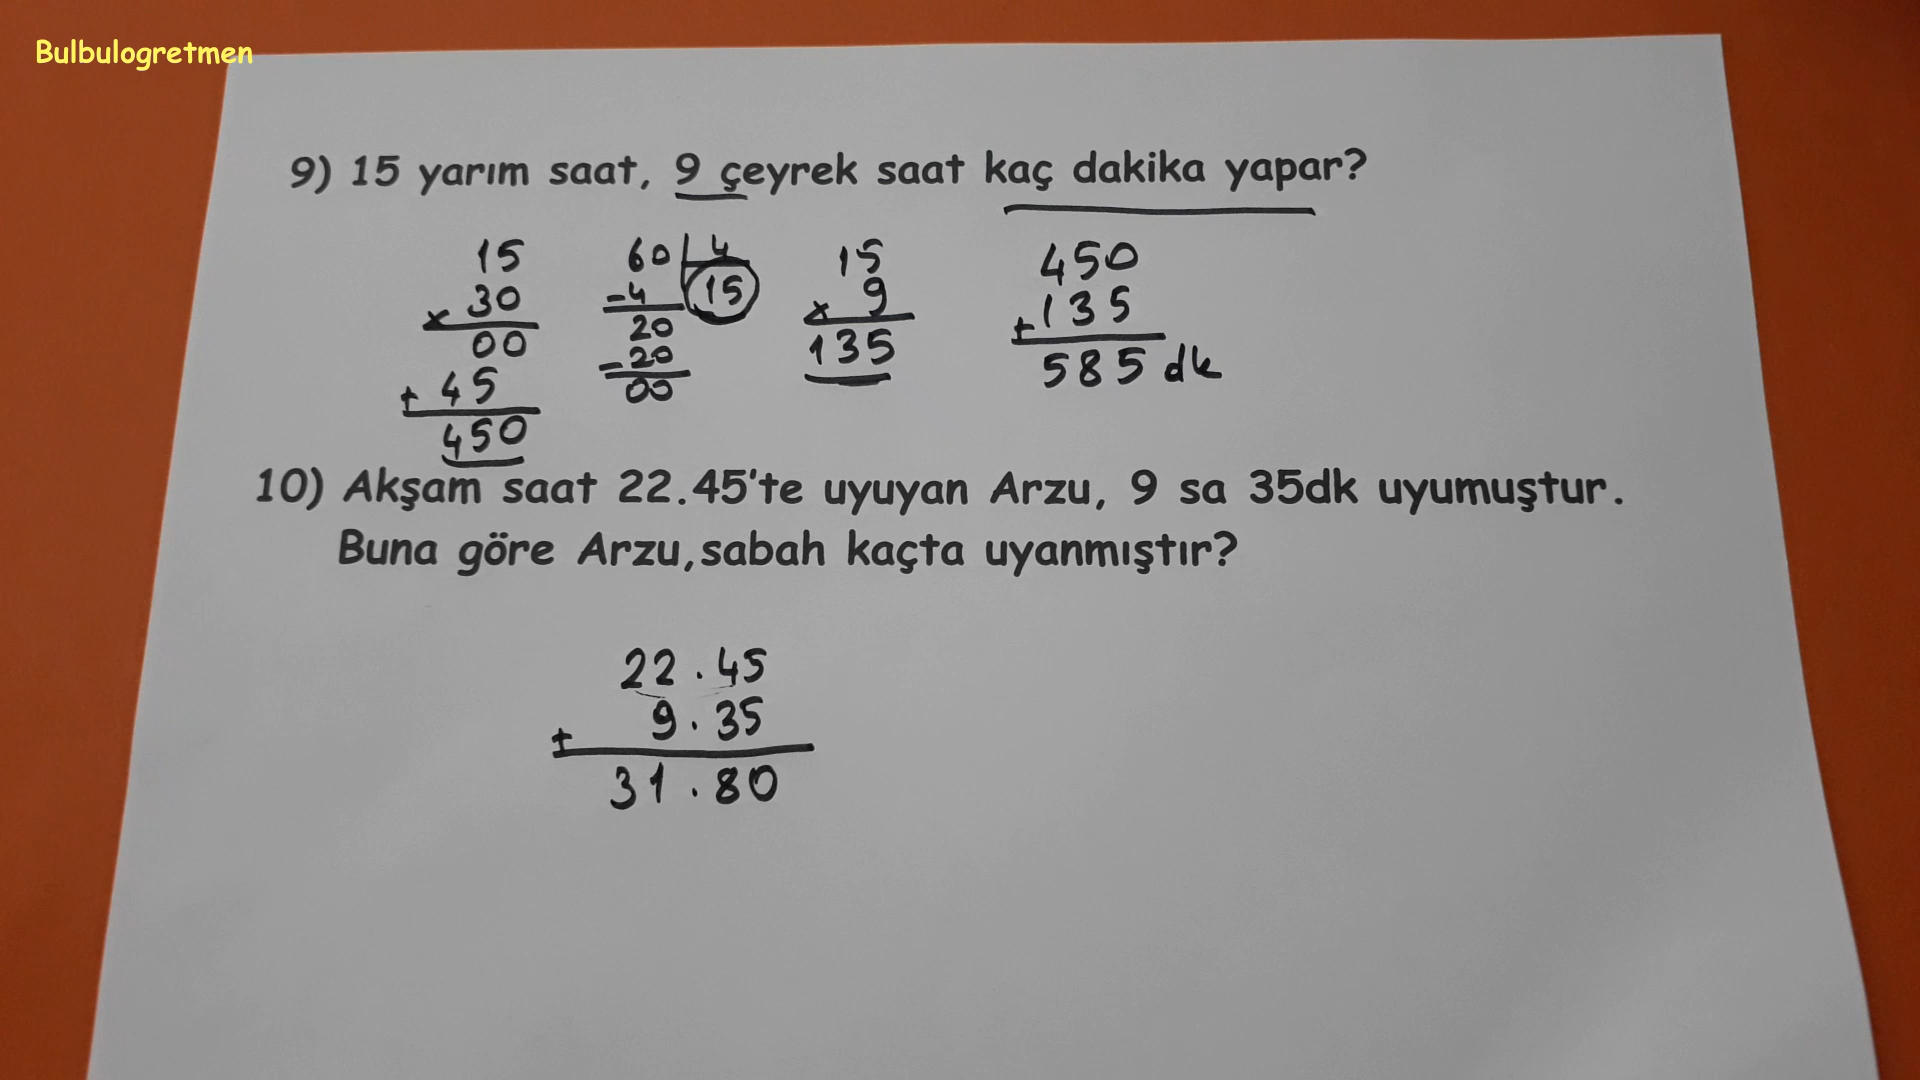 Bulbulogretmen
9) 15 yarım saat, 9 çeyrek saat kaç dakika yapar?
15
x 30
00
+ 45
450
60 4
-4 15
20
-20
00
15
x 9
135
450
+135
585 dk
10) Akşam saat 22.45'te uyuyan Arzu, 9 sa 35dk uyumuştur.
Buna göre Arzu,sabah kaçta uyanmıştır?
22.45
+ 9.35
31.80